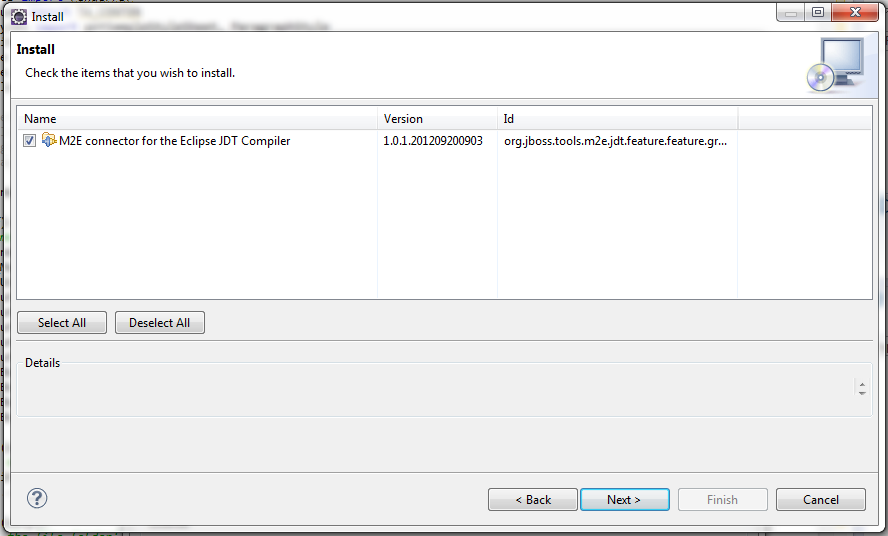 Install
Install
Check the items that you wish to install.
Name Version Id
M2E connector for the Eclipse JDT Compiler 1.0.1.201209200903 org.jboss.tools.m2e.jdt.feature.feature.gr...
Select All Deselect All
Details
? < Back Next > Finish Cancel